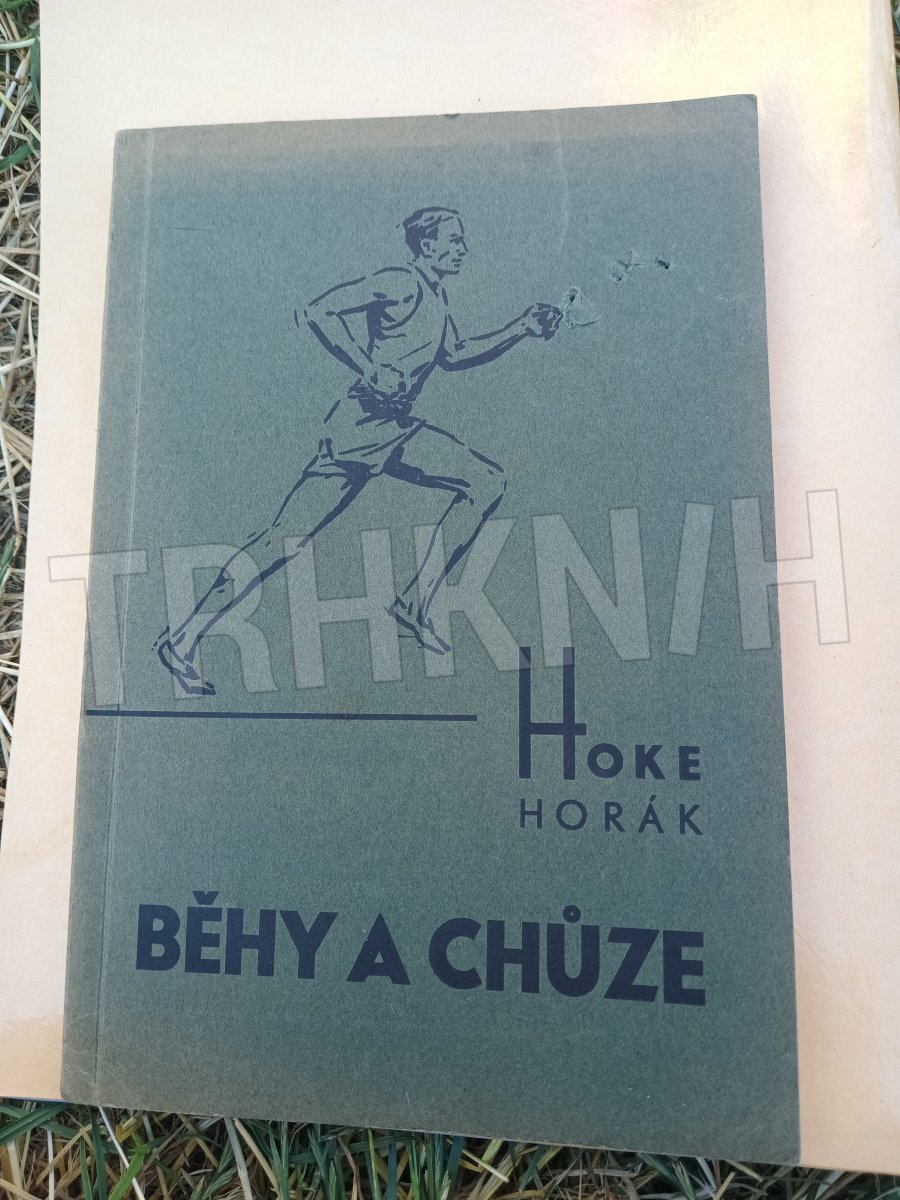 TRHKNIH
HOKE
HORÁK
BĚHY A CHŮZE